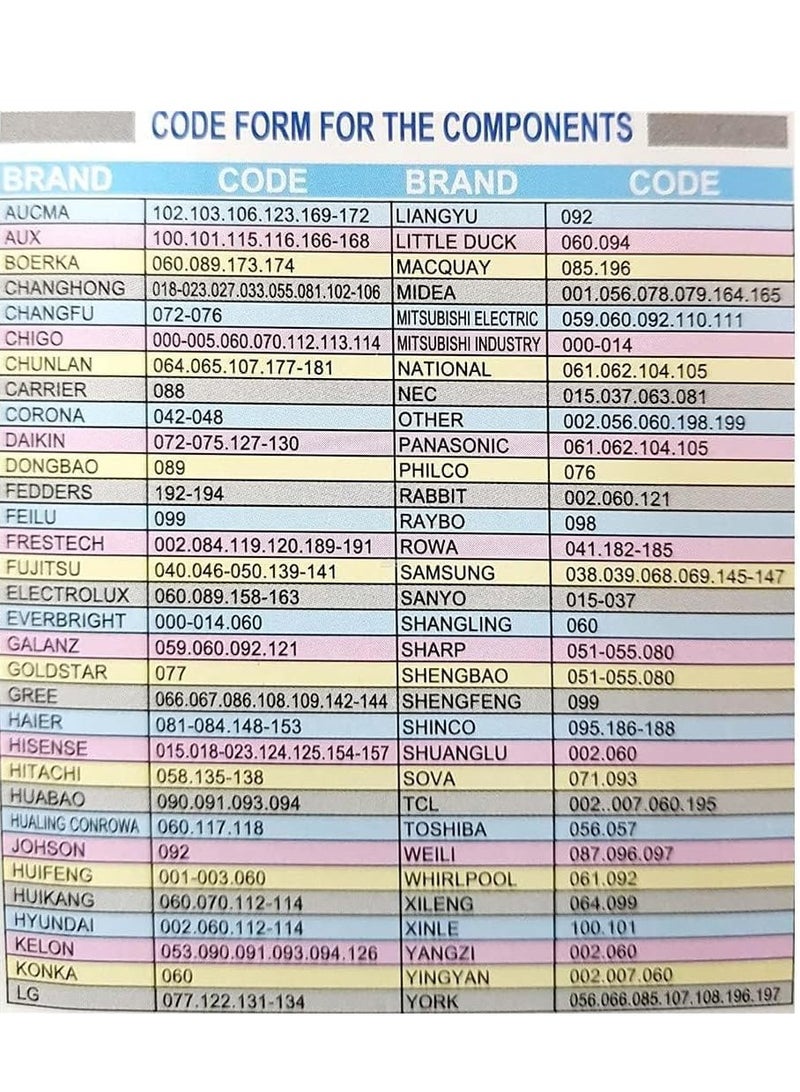 CODE FORM FOR THE COMPONENTS
BRAND CODE BRAND CODE
AUCMA 102.103.106.123.169-172 LIANGYU 092
AUX 100.101.115.116.166-168 LITTLE DUCK 060.094
BOERKA 060.089.173.174 MACQUAY 085.196
CHANGHONG 018-023.027.033.055.081.102-106 MIDEA 001.056.078.079.164.165
CHANGFU 072-076 MITSUBISHI ELECTRIC 059.060.092.110.111
CHIGO 000-005.060.070.112.113.114 MITSUBISHI INDUSTRY 000-014
CHUNLAN 064.065.107.177-181 NATIONAL 061.062.104.105
CARRIER 088 NEC 015.037.063.081
CORONA 042-048 OTHER 002.056.060.198.199
DAIKIN 072-075.127-130 PANASONIC 061.062.104.105
DONGBAO 089 PHILCO 076
FEDDERS 192-194 RABBIT 002.060.121
FEILU 099 RAYBO 098
FRESTECH 002.084.119.120.189-191 ROWA 041.182-185
FUJITSU 040.046-050.139-141 SAMSUNG 038.039.068.069.145-147
ELECTROLUX 060.089.158-163 SANYO 015-037
EVERBRIGHT 000-014.060 SHANGLING 060
GALANZ 059.060.092.121 SHARP 051-055.080
GOLDSTAR 077 SHENGBAO 051-055.080
GREE 066.067.086.108.109.142-144 SHENGFENG 099
HAIER 081-084.148-153 SHINCO 095.186-188
HISENSE 015.018-023.124.125.154-157 SHUANGLU 002.060
HITACHI 058.135-138 SOVA 071.093
HUABAO 090.091.093.094 TCL 002..007.060.195
HUALING CONROWA 060.117.118 TOSHIBA 056.057
JOHSON 092 WEILI 087.096.097
HUIFENG 001-003.060 WHIRLPOOL 061.092
HUIKANG 060.070.112-114 XILENG 064.099
HYUNDAI 002.060.112-114 XINLE 100.101
KELON 053.090.091.093.094.126 YANGZI 002.060
KONKA 060 YINGYAN 002.007.060
LG 077.122.131-134 YORK 056.066.085.107.108.196.197